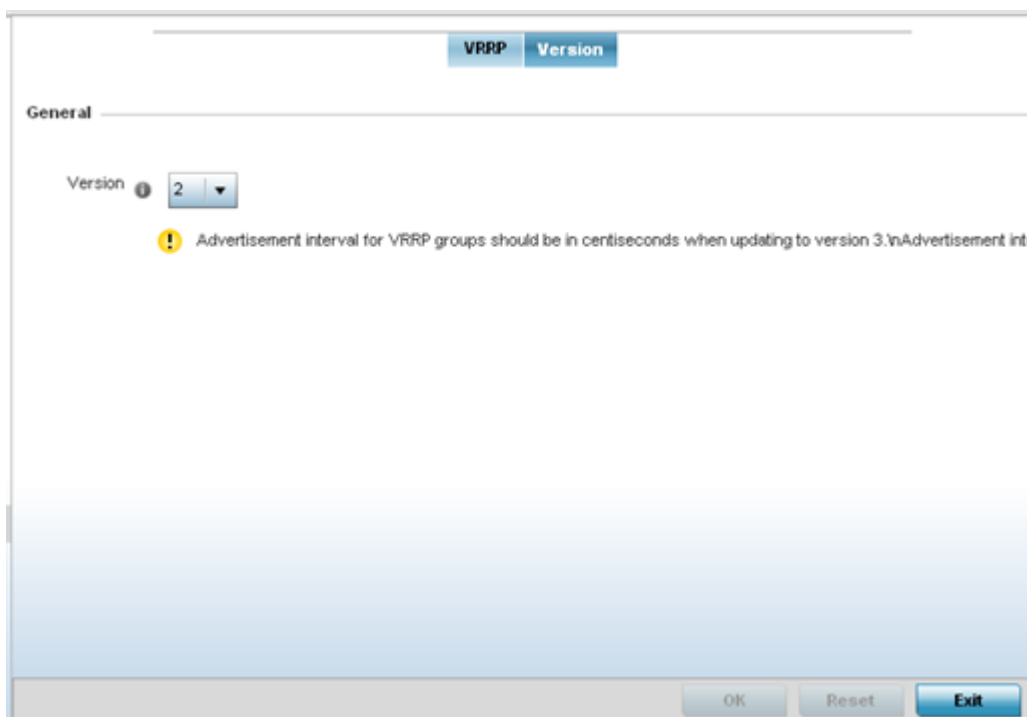 VRRP Version
General
Version 2
! Advertisement interval for VRRP groups should be in centiseconds when updating to version 3.\nAdvertisement int
OK Reset Exit